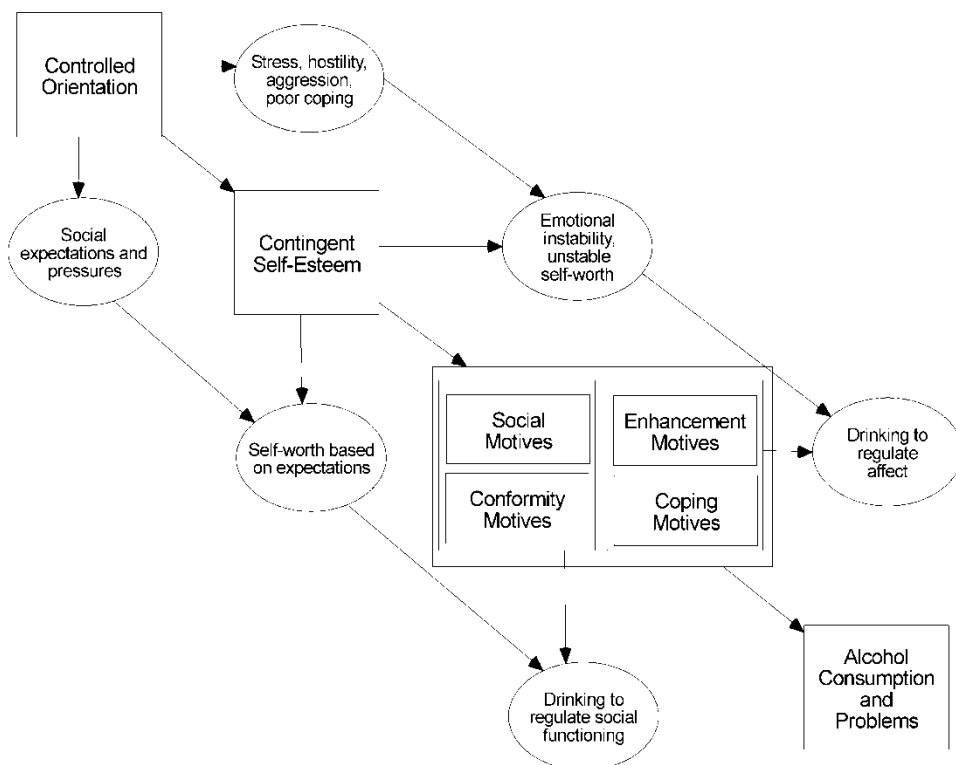 Controlled
Orientation
Stress, hostility,
aggression,
poor coping
Social
expectations and
pressures
Contingent
Self-Esteem
Emotional
instability,
unstable
self-worth
Self-worth based
on expectations
Social
Motives
Enhancement
Motives
Conformity
Motives
Coping
Motives
Drinking to
regulate
affect
Drinking to
regulate social
functioning
Alcohol
Consumption
and
Problems